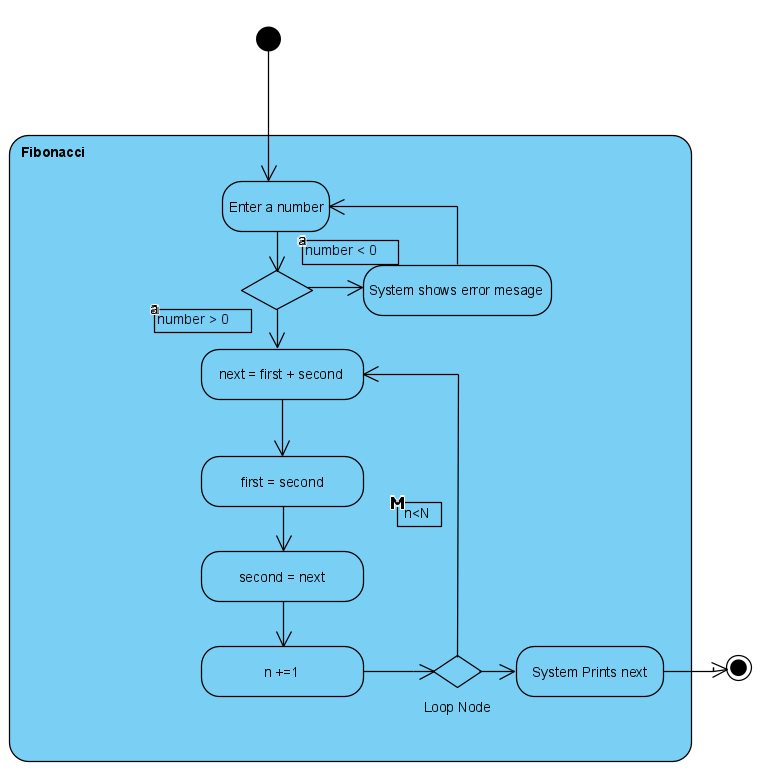 Fibonacci
Enter a number
a
number < 0
System shows error mesage
a
number > 0
next = first + second
first = second
M
n<N
second = next
n +=1
System Prints next
Loop Node